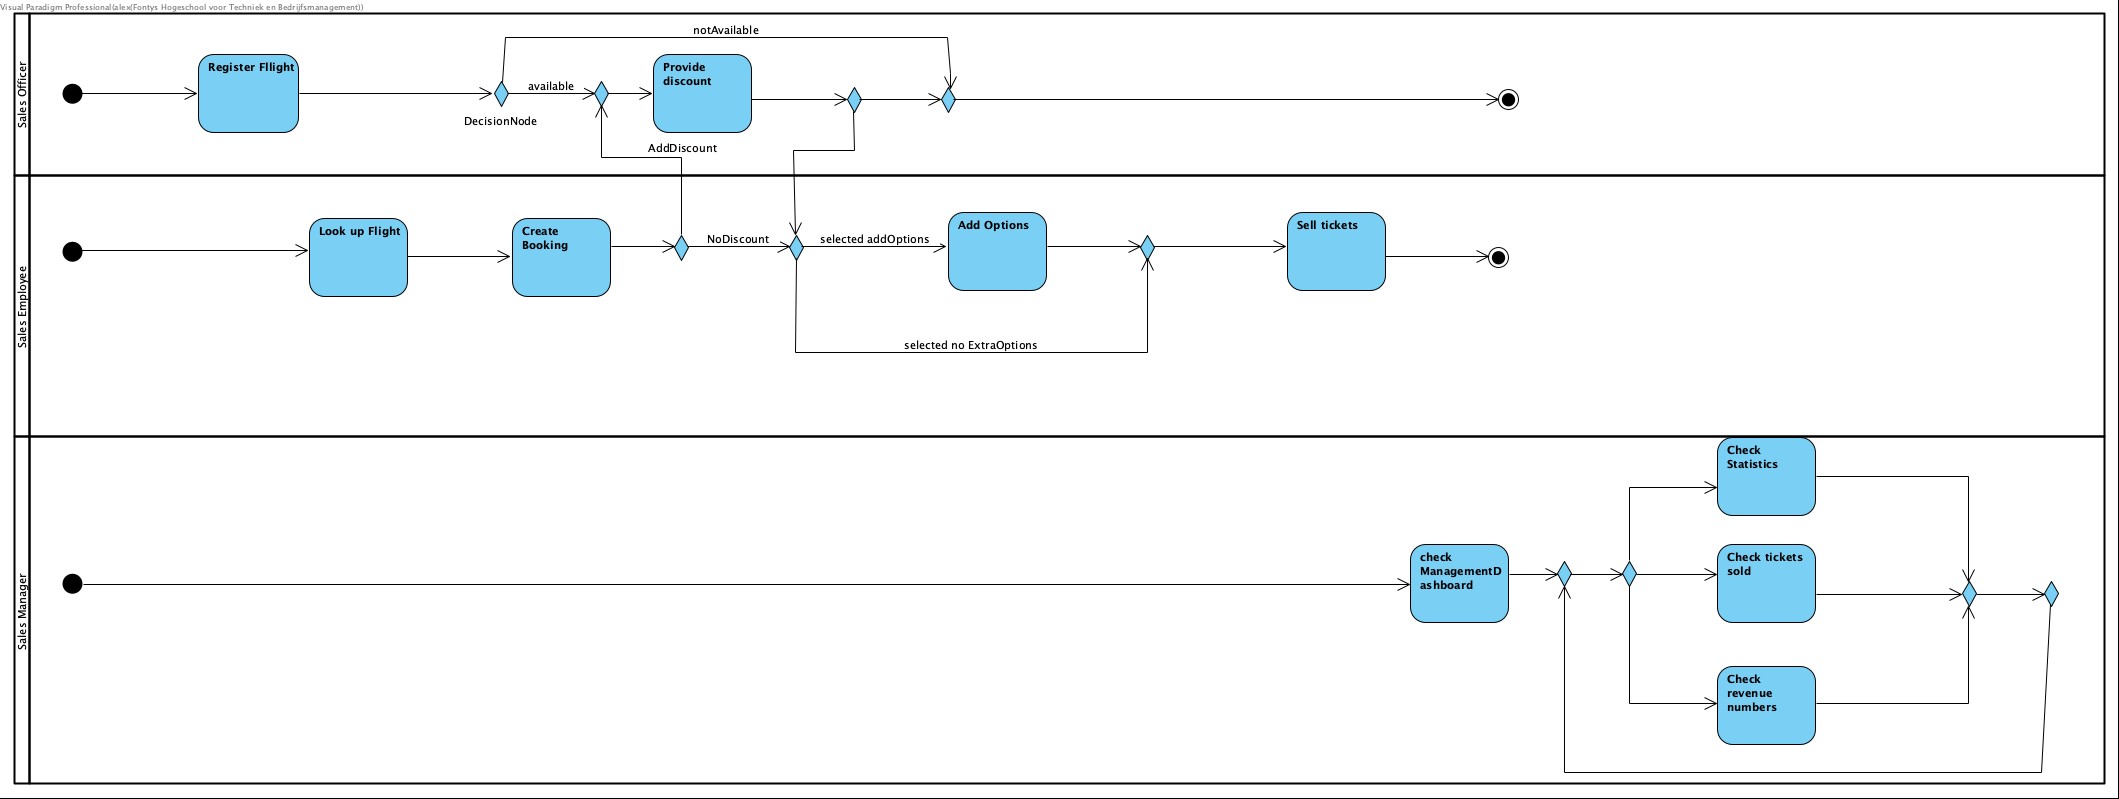 Visual Paradigm Professional(alex(Fontys Hogeschool voor Techniek en Bedrijfsmanagement))
Sales Officer
notAvailable
Register Fllight
DecisionNode
available
Provide
discount
AddDiscount
Sales Employee
Look up Flight
Create
Booking
NoDiscount
selected addOptions
Add Options
Sell tickets
selected no ExtraOptions
Sales Manager
check
ManagementD
ashboard
Check
Statistics
Check tickets
sold
Check
revenue
numbers